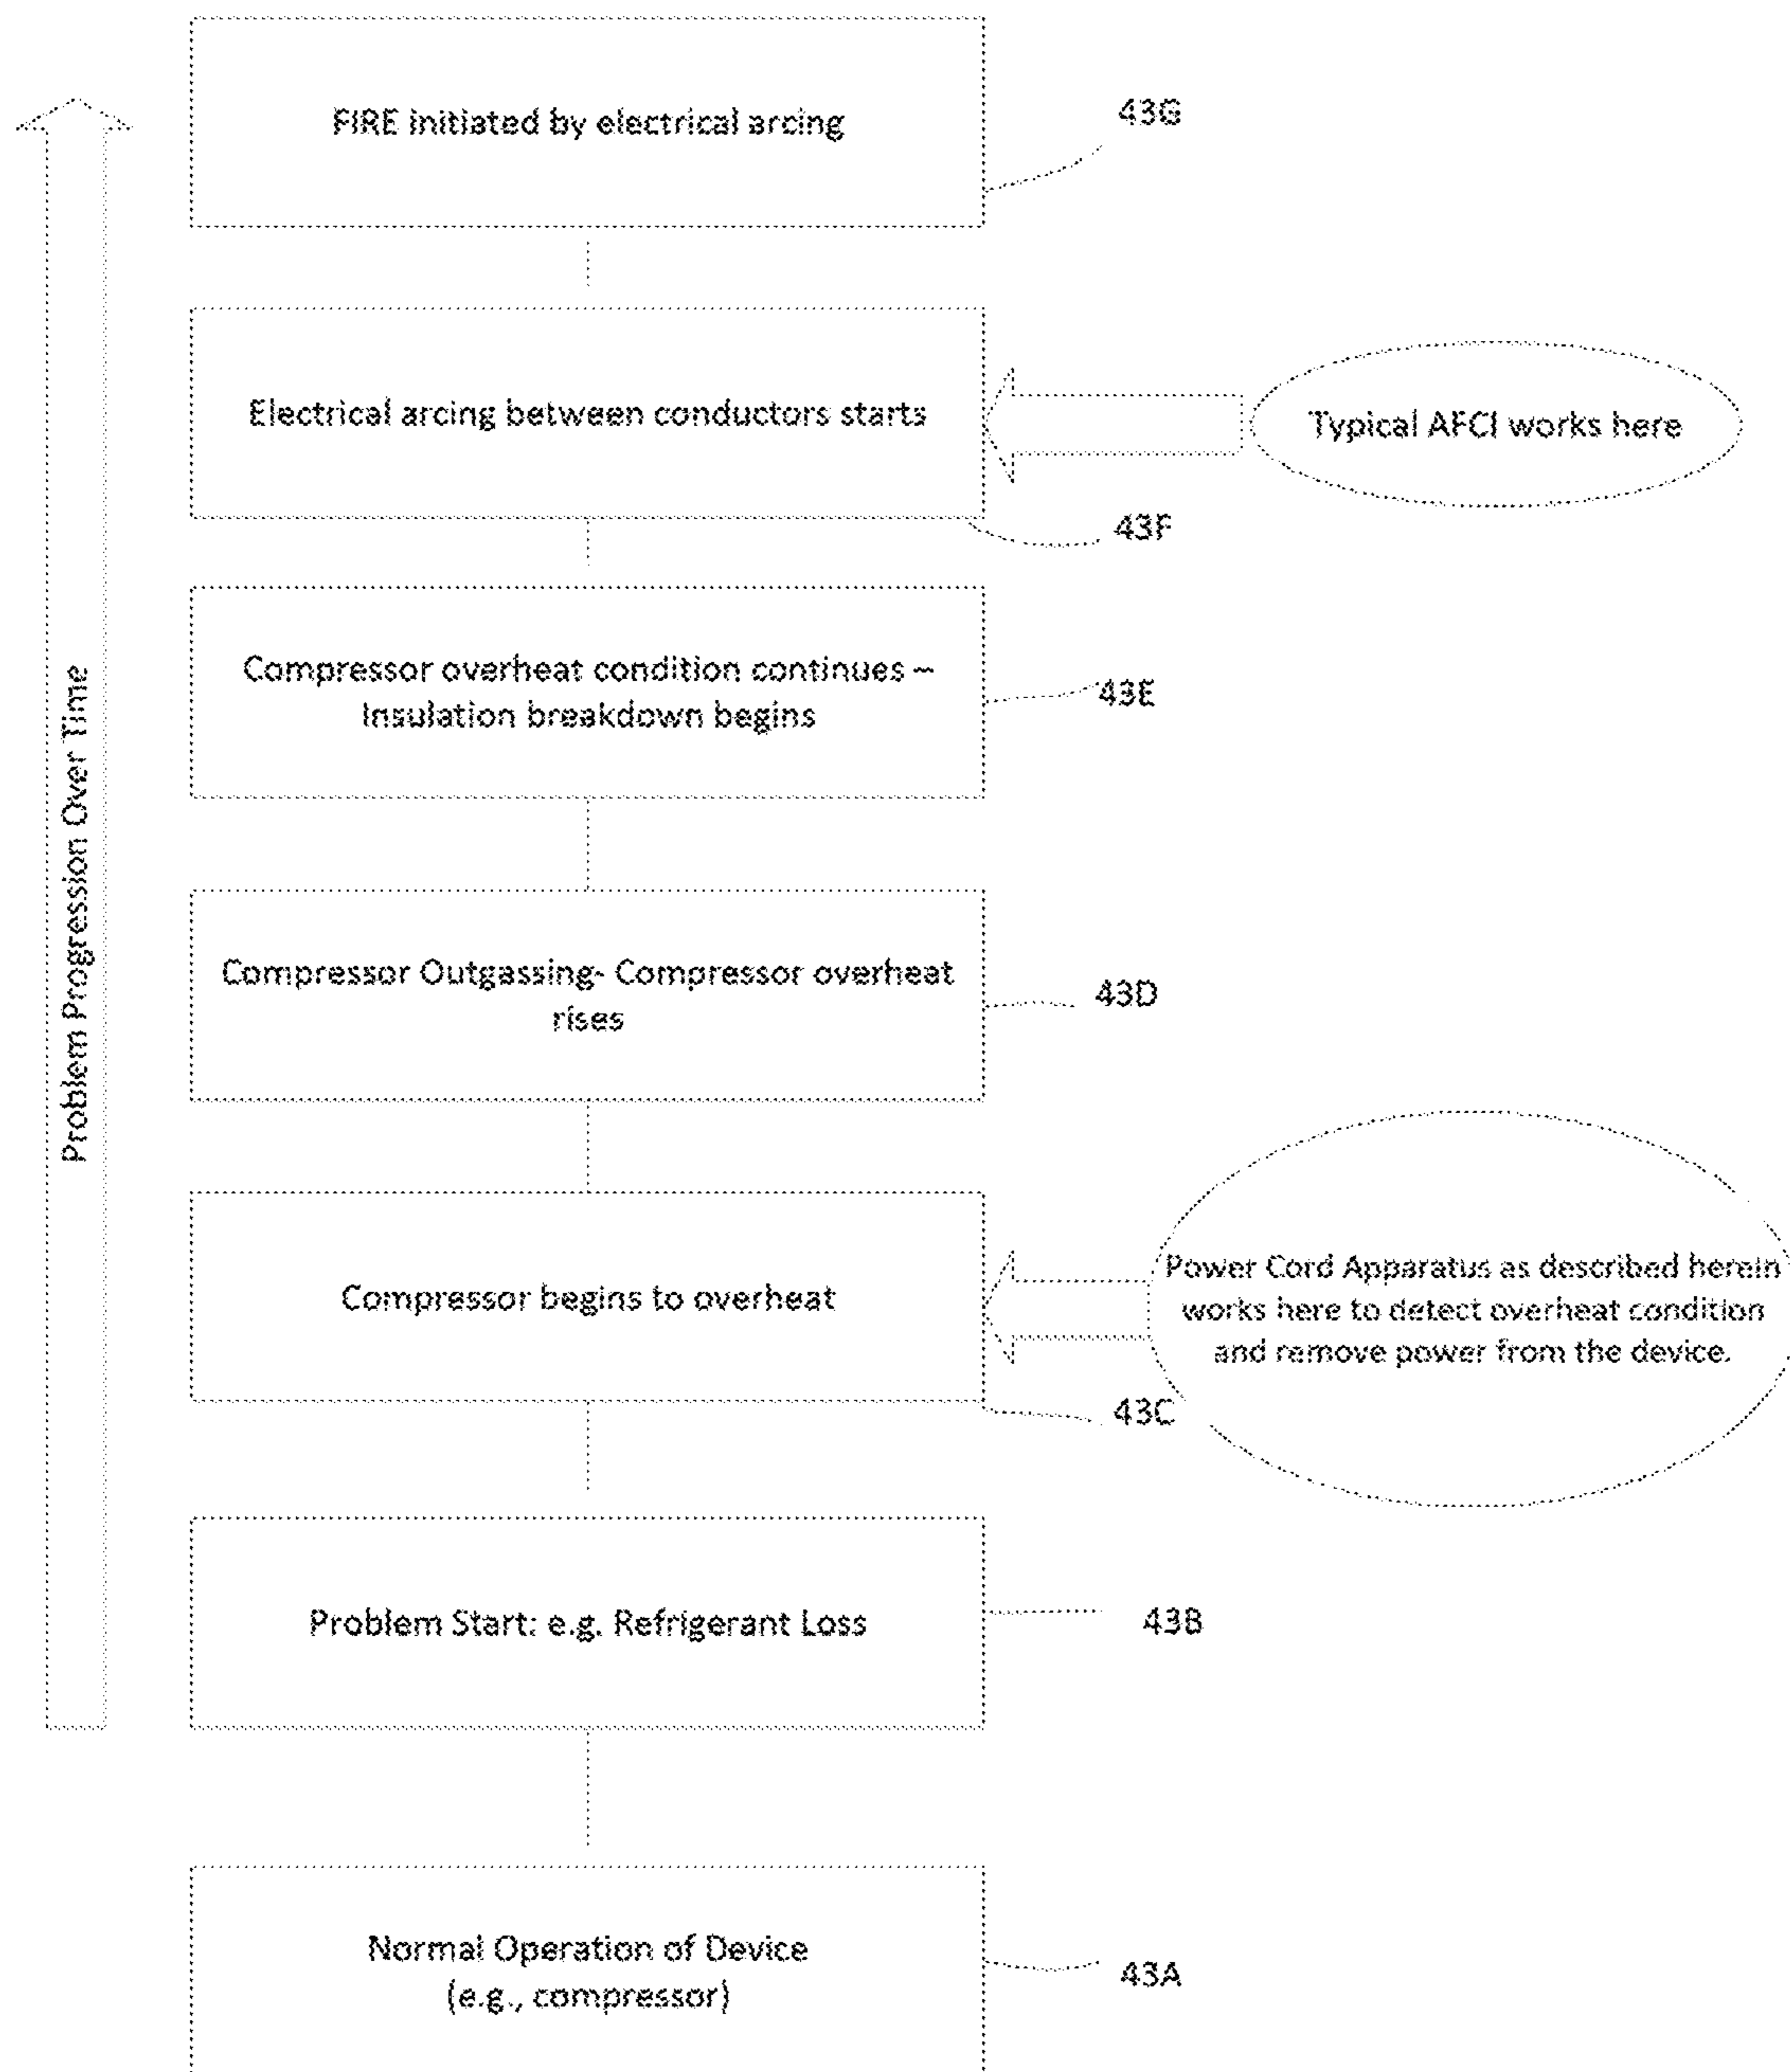 FIRE initiated by electrical arcing
43G
Electrical arcing between conductors starts
Typical AFCI works here
43F
Compressor overheat condition continues –
Insulation breakdown begins
43E
Problem Progression Over Time
Compressor Outgassing- Compressor overheat
rises
43D
Compressor begins to overheat
Power Cord Apparatus as described herein
works here to detect overheat condition
and remove power from the device.
43C
Problem Start: e.g. Refrigerant Loss
43B
Normal Operation of Device
(e.g., compressor)
43A